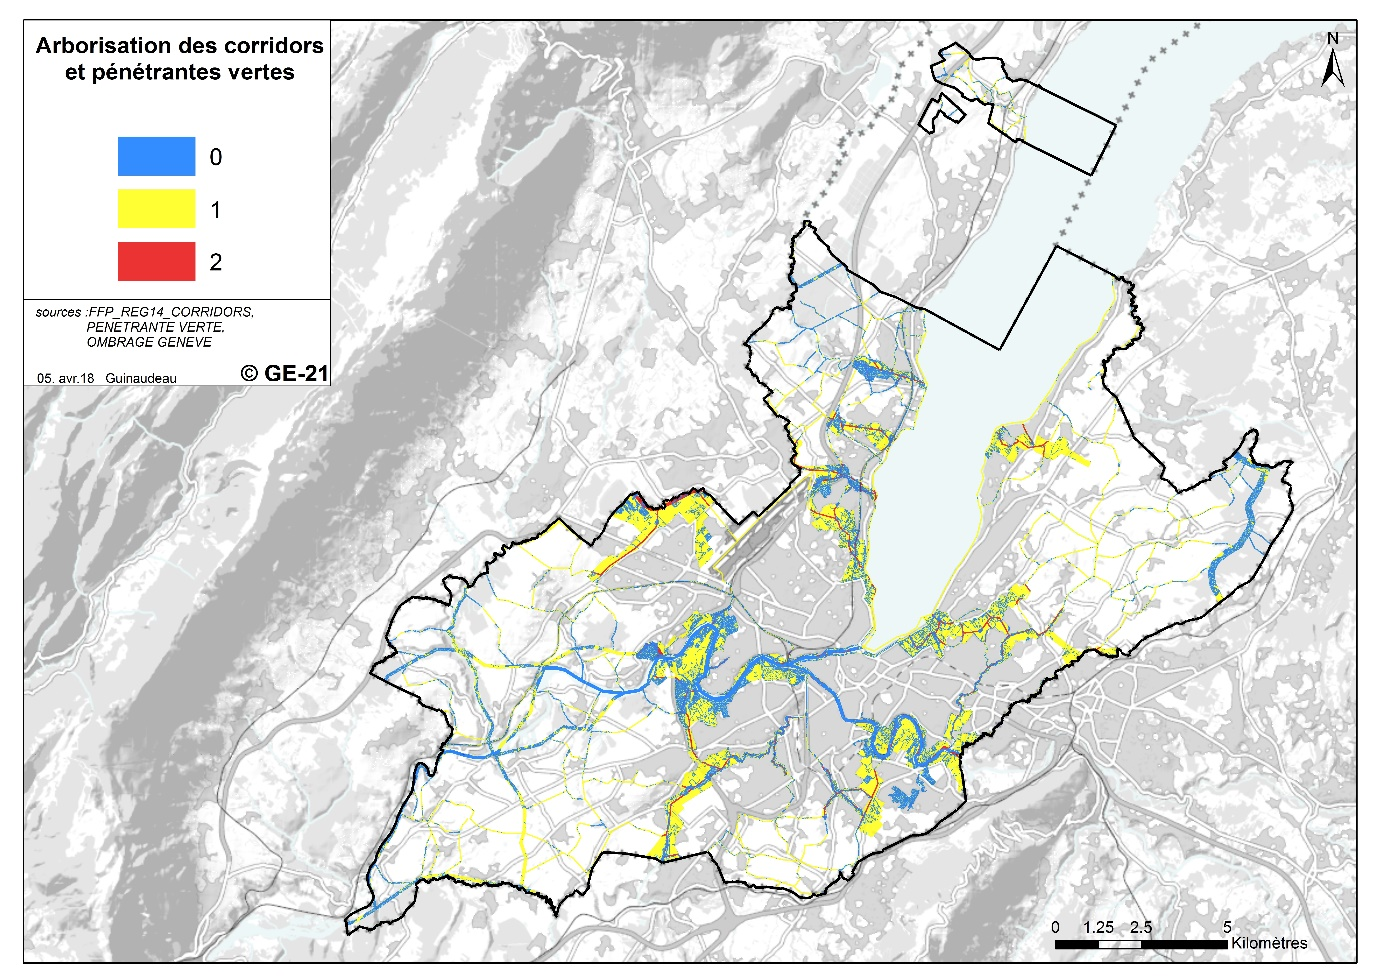 Arborisation des corridors
et pénétrantes vertes
0
1
2
sources :FFP_REG14_CORRIDORS,
PENETRANTE VERTE.
OMBRAGE GENEVE
05. avr.18 Guinaudeau © GE-21
N
0 1.25 2.5 5
Kilomètres